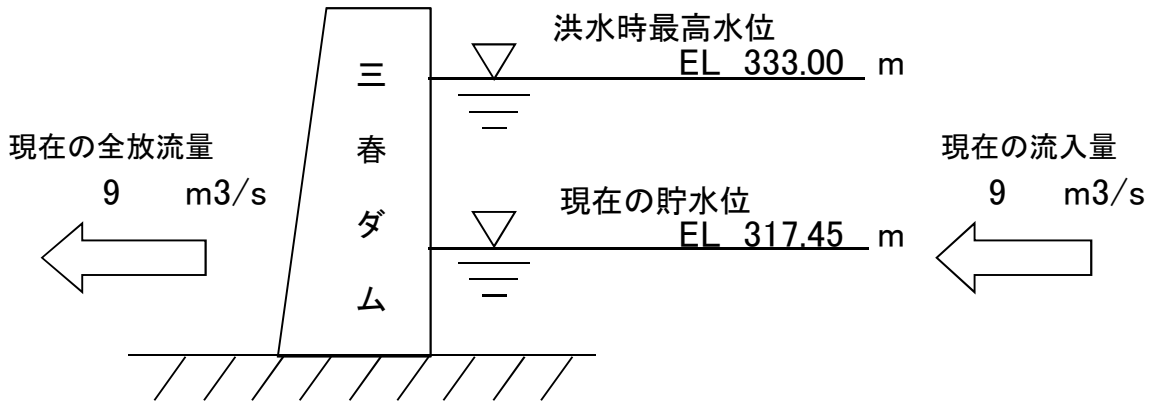 洪水時最高水位
EL 333.00 m
三春ダム
現在の全放流量
9 m3/s
現在の流入量
9 m3/s
現在の貯水位
EL 317.45 m